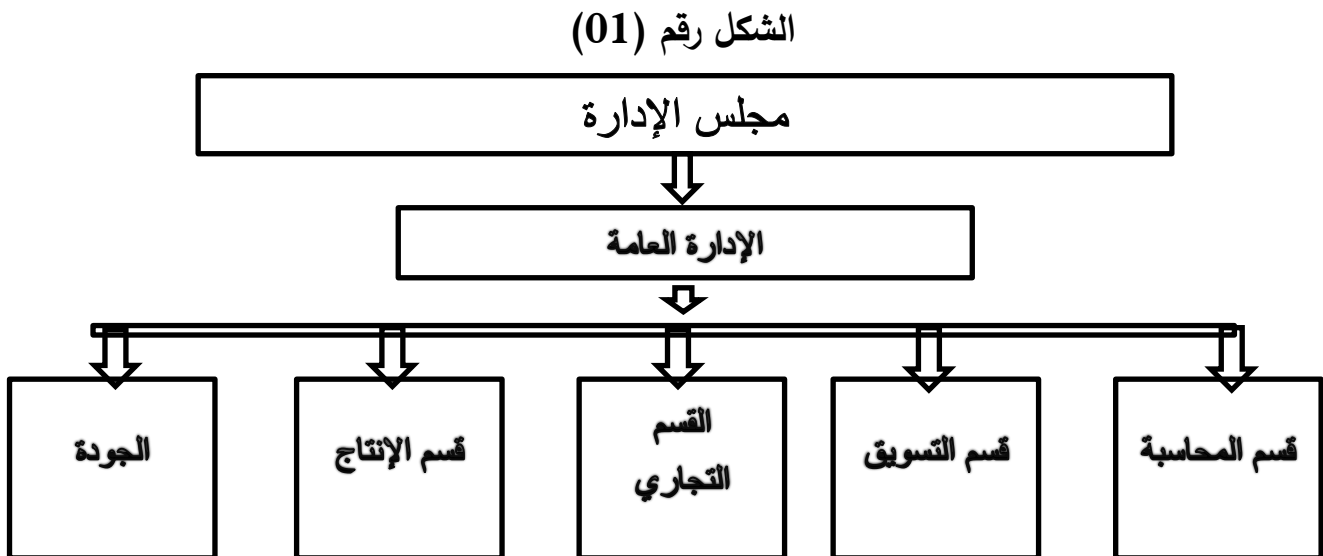 الشكل رقم (01)
مجلس الإدارة
الإدارة العامة
قسم المحاسبة
قسم التسويق
القسم
التجاري
قسم الإنتاج
الجودة